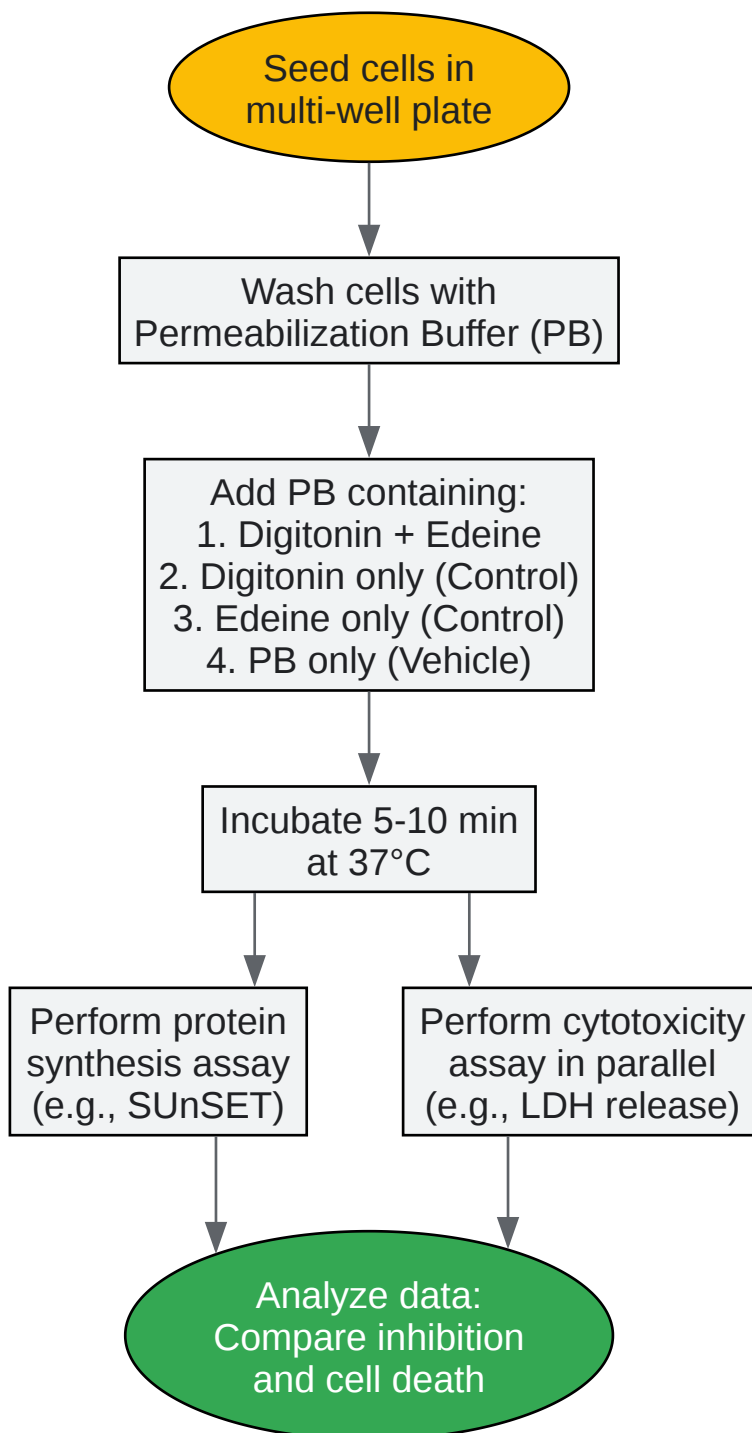 Seed cells in
multi-well plate
Wash cells with
Permeabilization Buffer (PB)
Add PB containing:
1. Digitonin + Edeine
2. Digitonin only (Control)
3. Edeine only (Control)
4. PB only (Vehicle)
Incubate 5-10 min
at 37°C
Perform protein
synthesis assay
(e.g., SUnSET)
Perform cytotoxicity
assay in parallel
(e.g., LDH release)
Analyze data:
Compare inhibition
and cell death